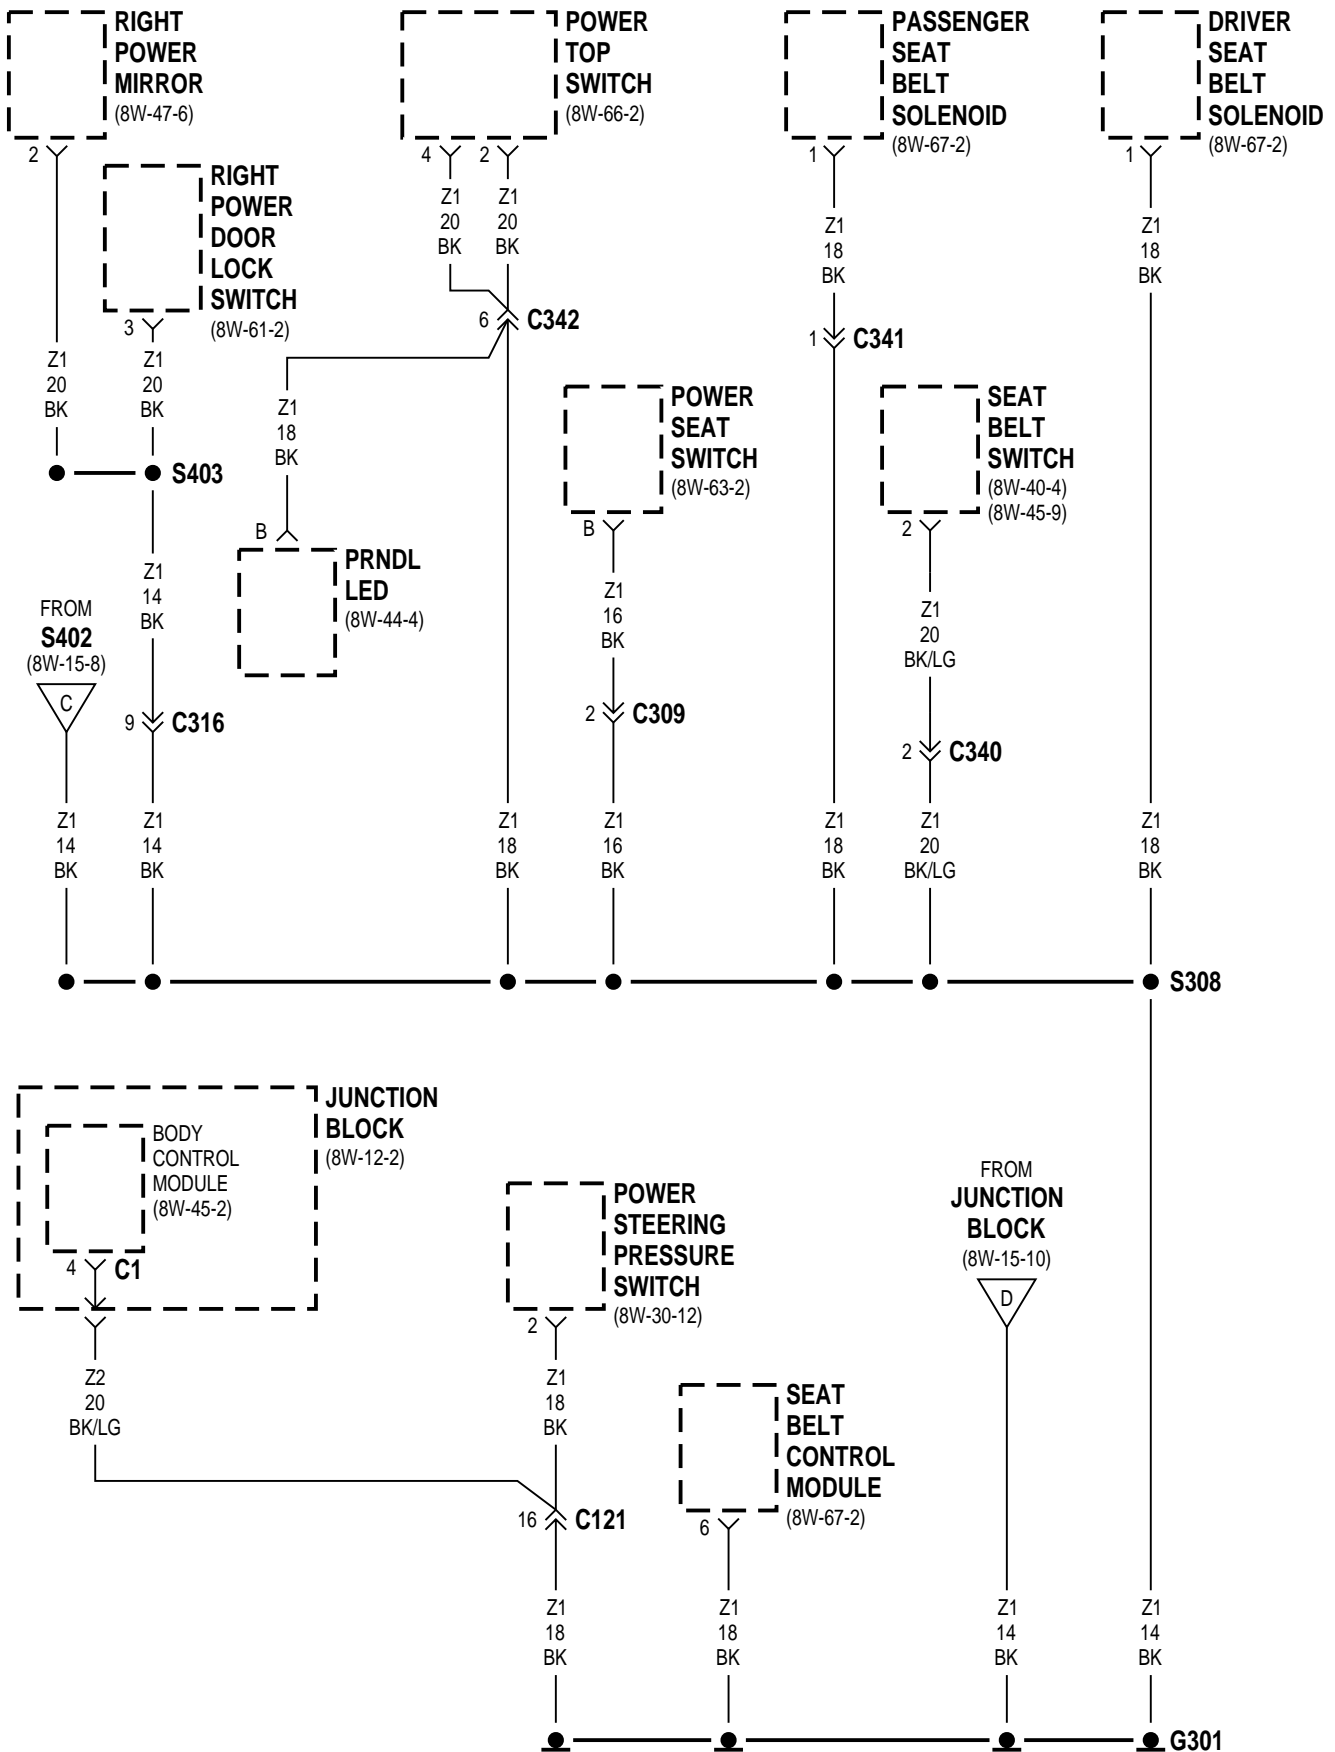 RIGHT
POWER
MIRROR
(8W-47-6)
2
Z1
20
BK
RIGHT
POWER
DOOR
LOCK
SWITCH
(8W-61-2)
3
Z1
20
BK
S403
Z1
14
BK
9
C316
Z1
14
BK
FROM
S402
(8W-15-8)
C
Z1
14
BK
POWER
TOP
SWITCH
(8W-66-2)
4
2
Z1
20
BK
Z1
20
BK
6
C342
Z1
18
BK
B
PRNDL
LED
(8W-44-4)
Z1
18
BK
POWER
SEAT
SWITCH
(8W-63-2)
B
Z1
16
BK
2
C309
Z1
16
BK
PASSENGER
SEAT
BELT
SOLENOID
(8W-67-2)
1
Z1
18
BK
1
C341
Z1
18
BK
SEAT
BELT
SWITCH
(8W-40-4)
(8W-45-9)
2
Z1
20
BK/LG
2
C340
Z1
20
BK/LG
DRIVER
SEAT
BELT
SOLENOID
(8W-67-2)
1
Z1
18
BK
Z1
18
BK
S308
JUNCTION
BLOCK
(8W-12-2)
BODY
CONTROL
MODULE
(8W-45-2)
4
C1
Z2
20
BK/LG
POWER
STEERING
PRESSURE
SWITCH
(8W-30-12)
2
Z1
18
BK
16
C121
Z1
18
BK
SEAT
BELT
CONTROL
MODULE
(8W-67-2)
6
Z1
18
BK
FROM
JUNCTION
BLOCK
(8W-15-10)
D
Z1
14
BK
Z1
14
BK
G301